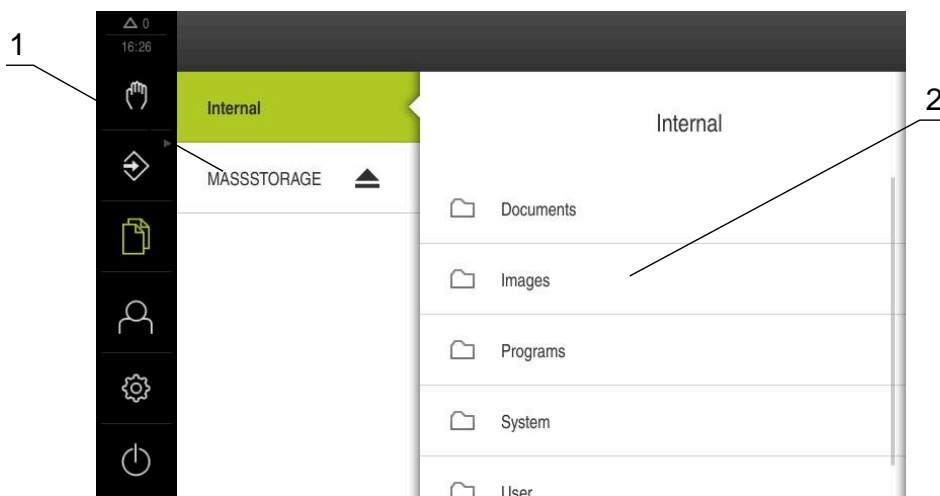 0
16:26
1
2
Internal
MASSSTORAGE
Internal
Documents
Images
Programs
System
User